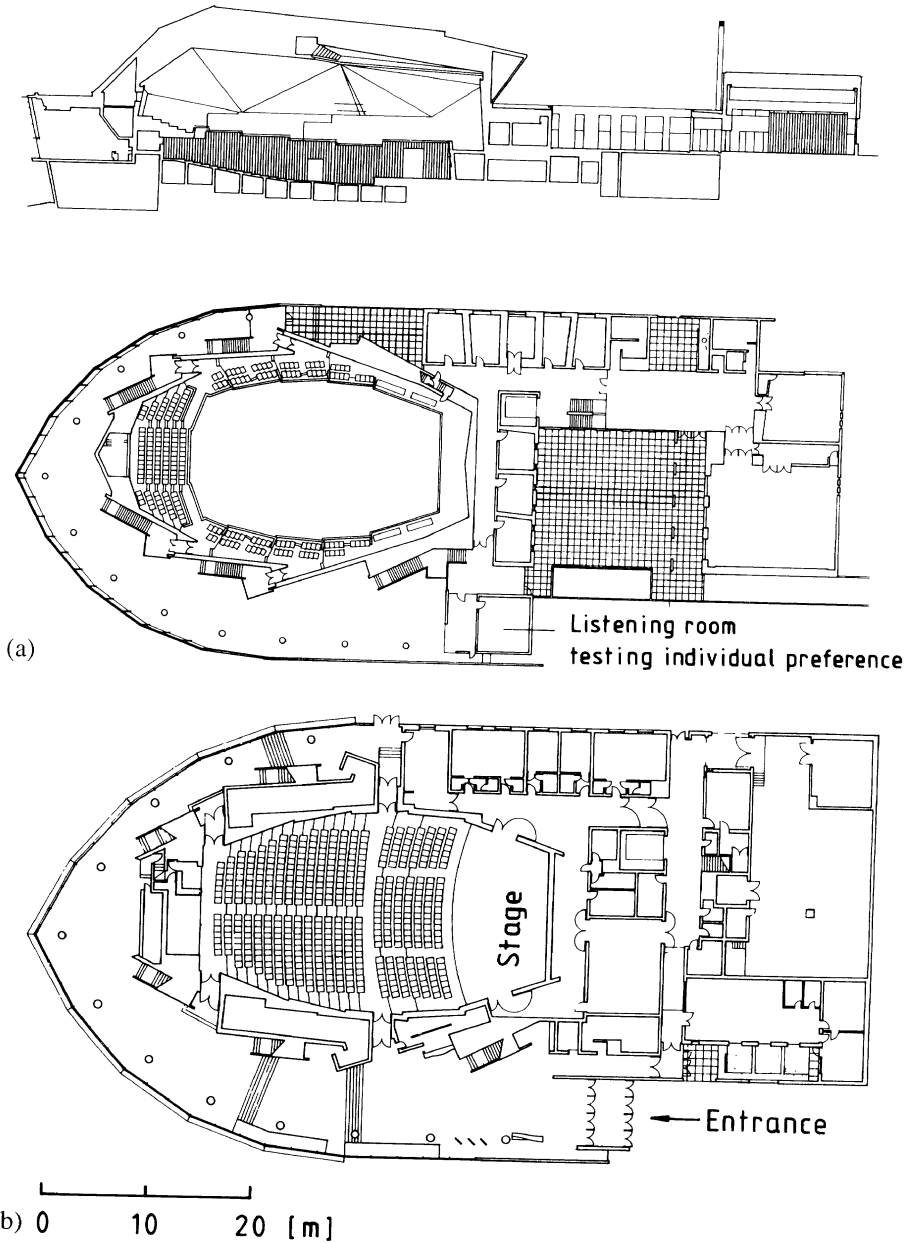 Listening room
testing individual preference
(a)
Stage
Entrance
b) 0 10 20 [m]